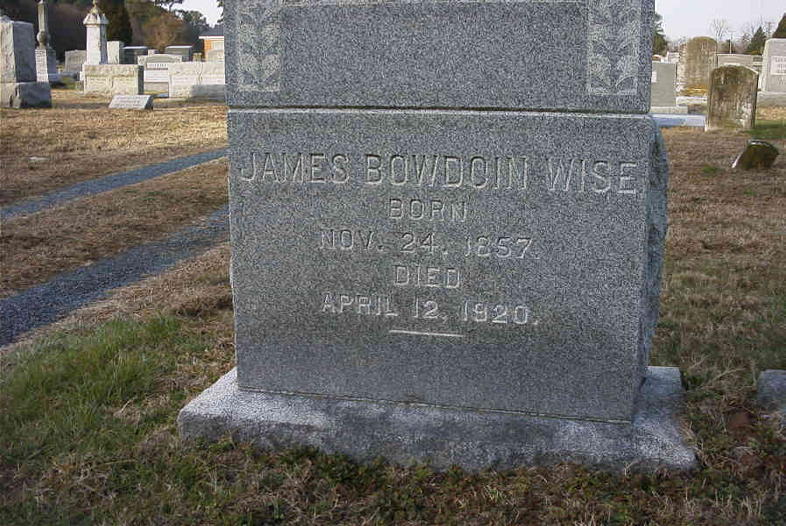 JAMES BOWDOIN WISE
BORN
NOV. 24. 1857.
DIED
APRIL 12, 1920.